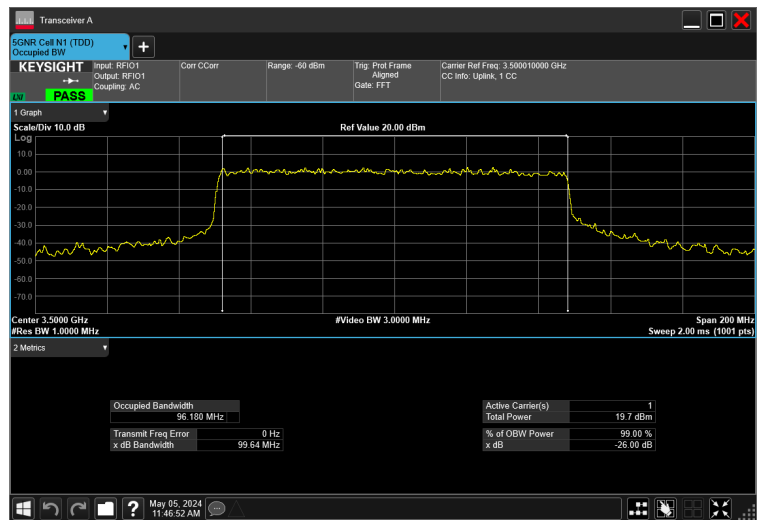 Transceiver A
5GNR Cell N1 (TDD)
Occupied BW
KEYSIGHT
PASS
Input: RFIO1
Output: RFIO1
Coupling: AC
Corr CCorr
Range: -60 dBm
Trig: Prot Frame
Aligned
Gate: FFT
Carrier Ref Freq: 3.500010000 GHz
CC Info: Uplink, 1 CC
1 Graph
Scale/Div 10.0 dB
Ref Value 20.00 dBm
Log
10.0
0.00
-10.0
-20.0
-30.0
-40.0
-50.0
-60.0
-70.0
Center 3.5000 GHz
#Video BW 3.0000 MHz
Span 200 MHz
#Res BW 1.0000 MHz
Sweep 2.00 ms (1001 pts)
2 Metrics
Occupied Bandwidth
96.180 MHz
Transmit Freq Error 0 Hz
x dB Bandwidth 99.64 MHz
Active Carrier(s) 1
Total Power 19.7 dBm
% of OBW Power 99.00 %
x dB -26.00 dB
?
May 05, 2024
11:46:52 AM